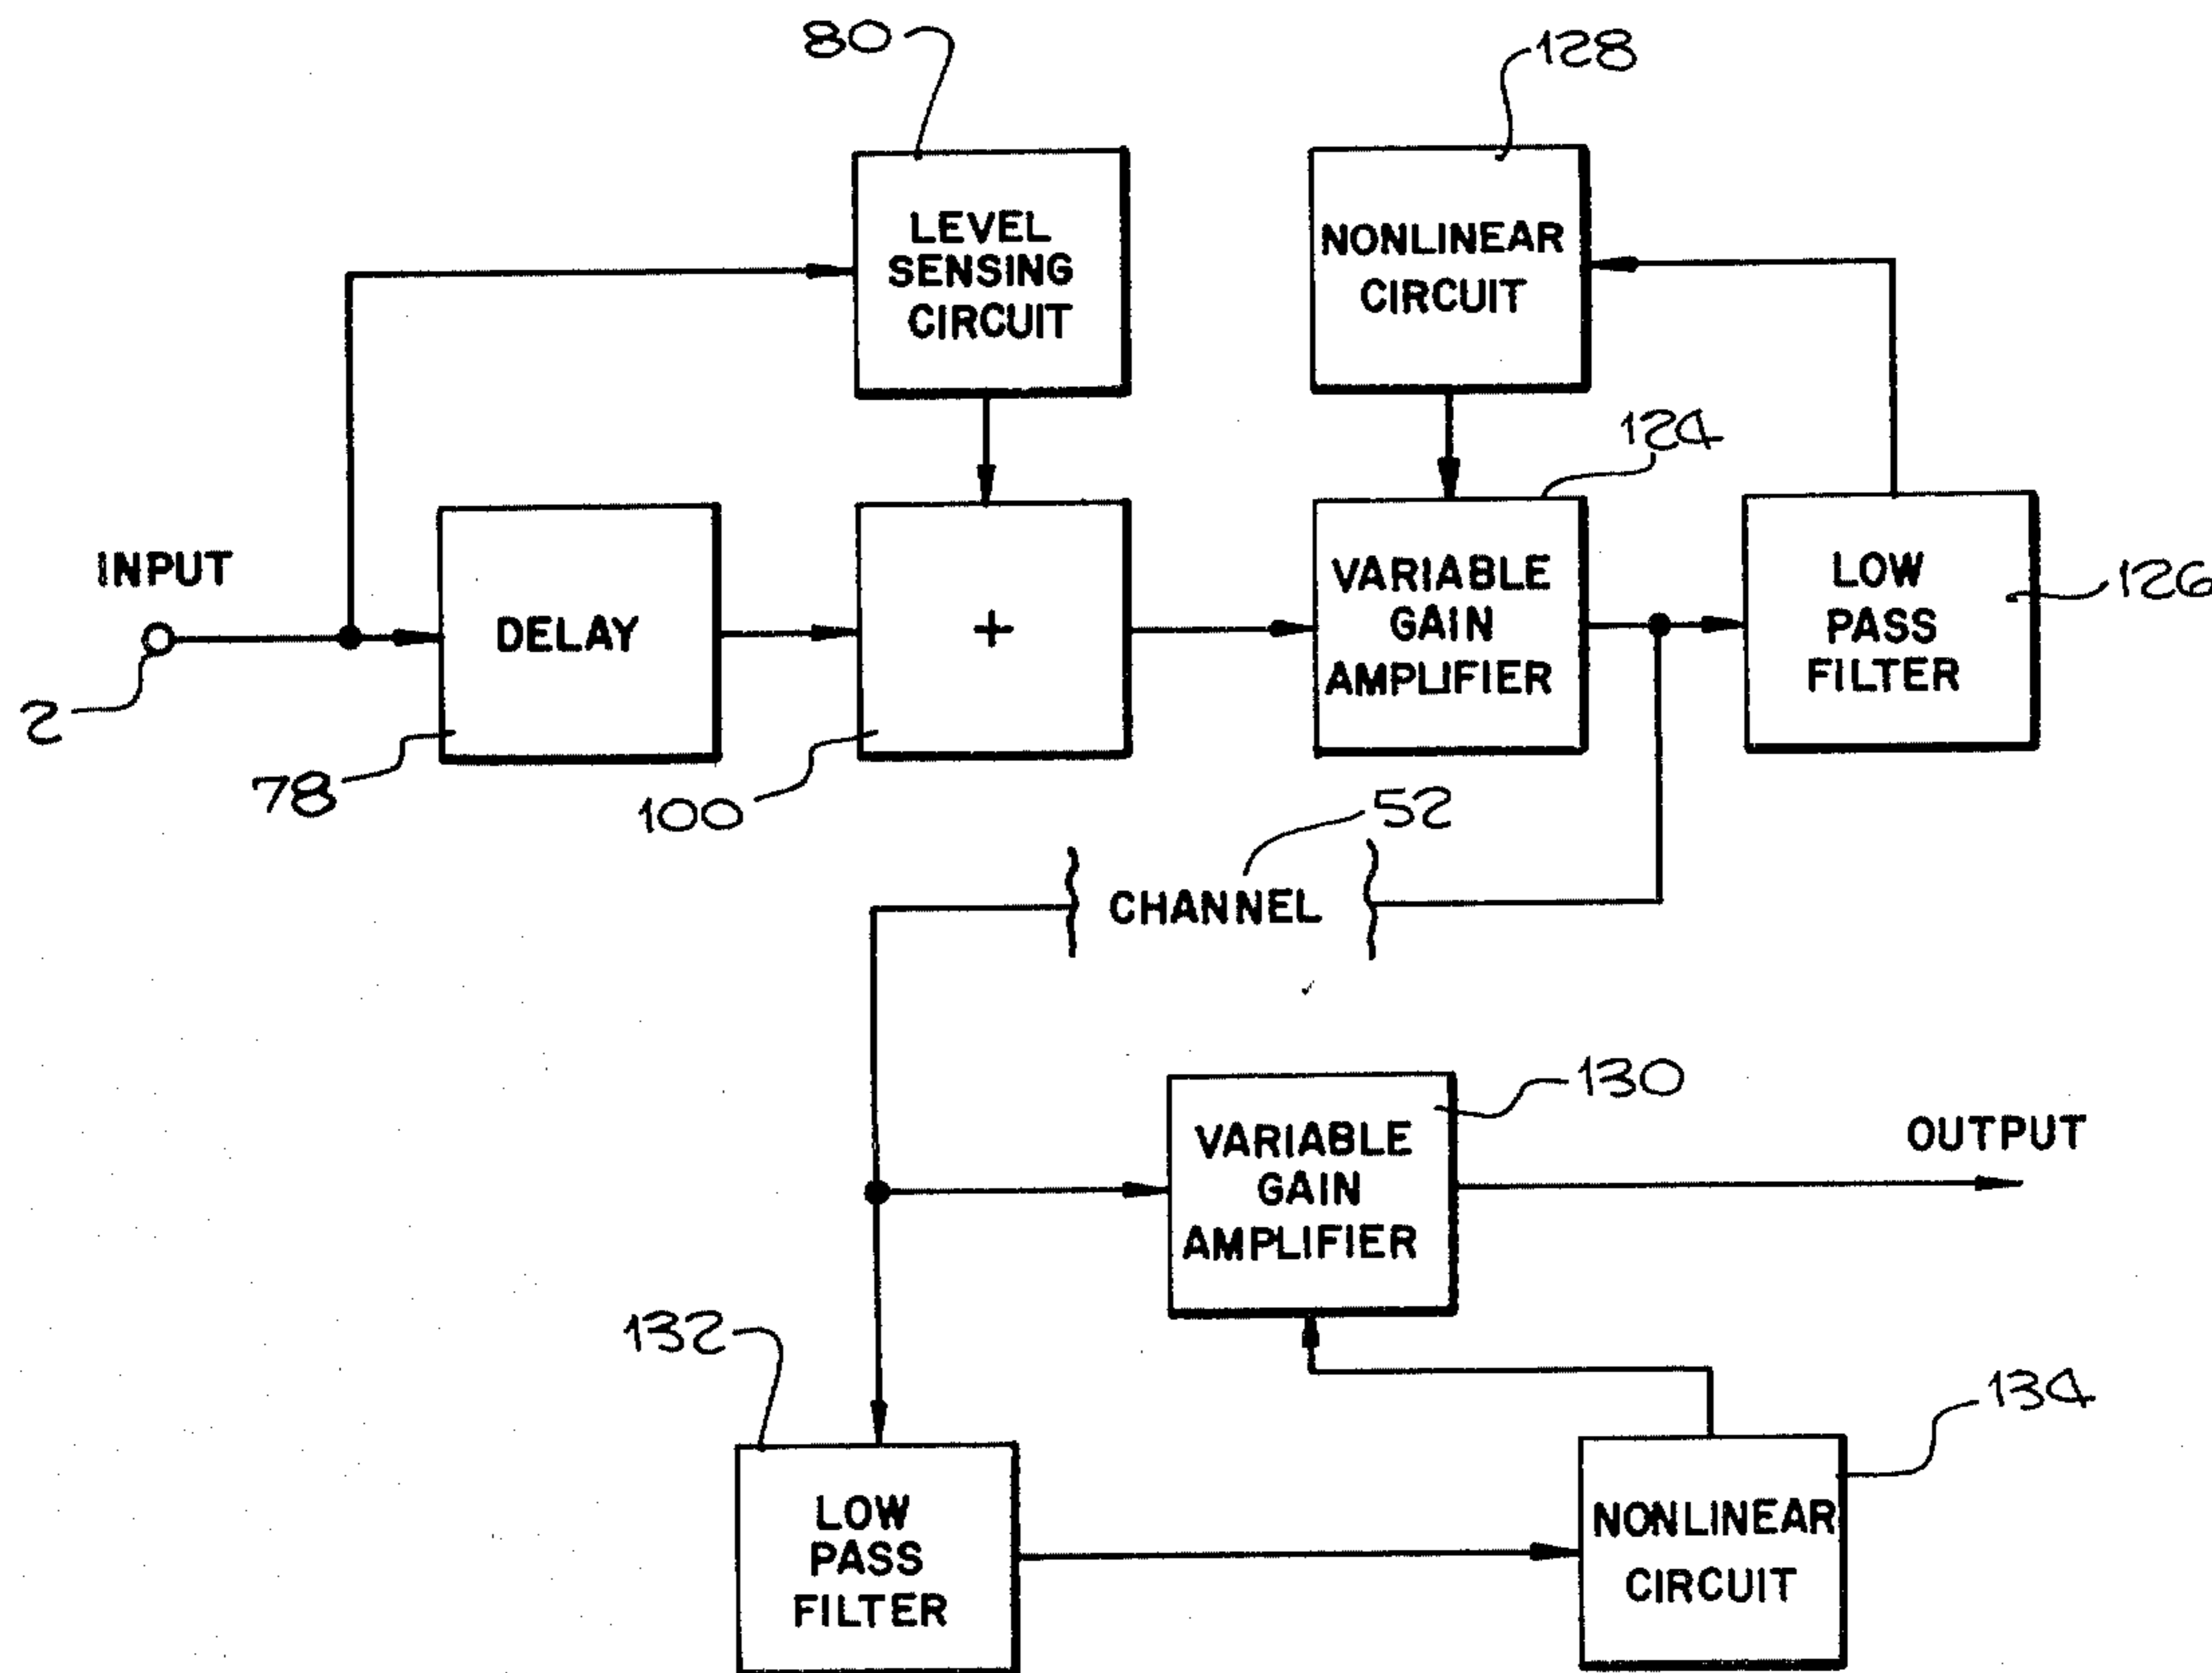 80
128
LEVEL
SENSING
CIRCUIT
NONLINEAR
CIRCUIT
124
INPUT
2
DELAY
78
+
100
VARIABLE
GAIN
AMPLIFIER
LOW
PASS
FILTER
126
52
CHANNEL
130
VARIABLE
GAIN
AMPLIFIER
OUTPUT
132
LOW
PASS
FILTER
134
NONLINEAR
CIRCUIT